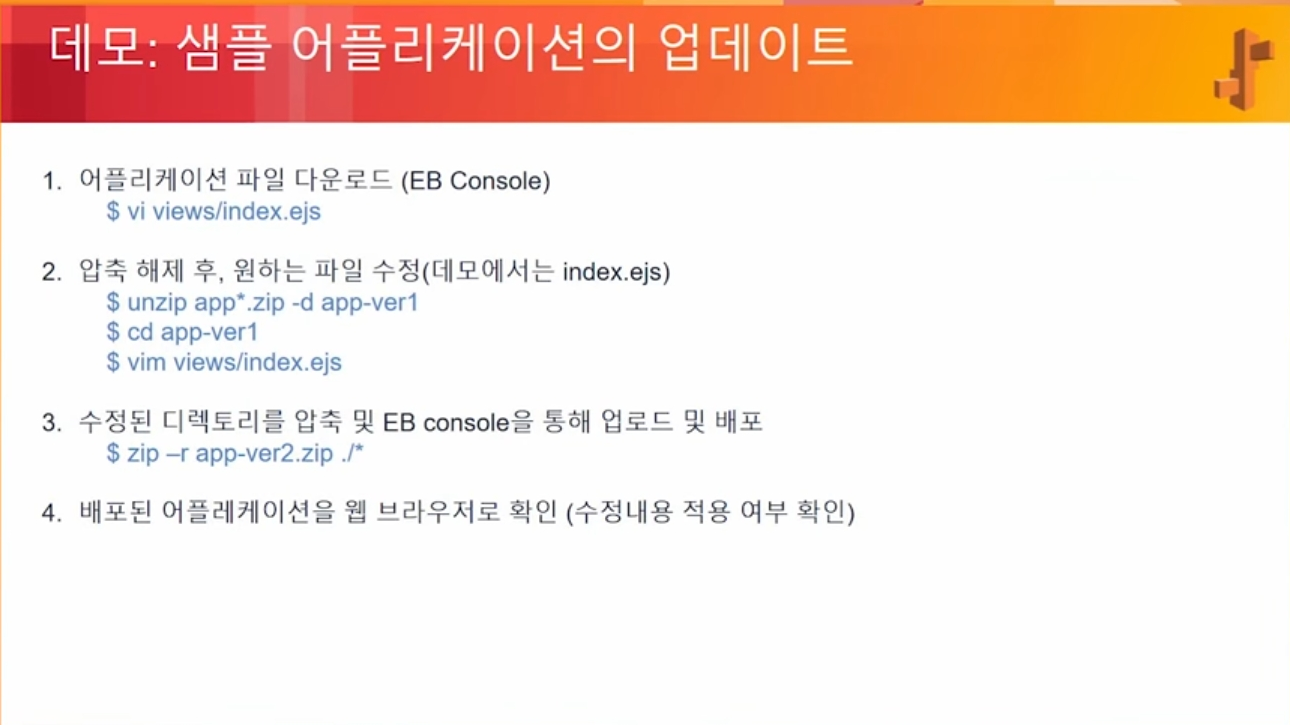 데모: 샘플 어플리케이션의 업데이트
1. 어플리케이션 파일 다운로드 (EB Console)
$ vi views/index.ejs
2. 압축 해제 후, 원하는 파일 수정(데모에서는 index.ejs)
$ unzip app*.zip -d app-ver1
$ cd app-ver1
$ vim views/index.ejs
3. 수정된 디렉토리를 압축 및 EB console을 통해 업로드 및 배포
$ zip –r app-ver2.zip ./*
4. 배포된 어플레케이션을 웹 브라우저로 확인 (수정내용 적용 여부 확인)